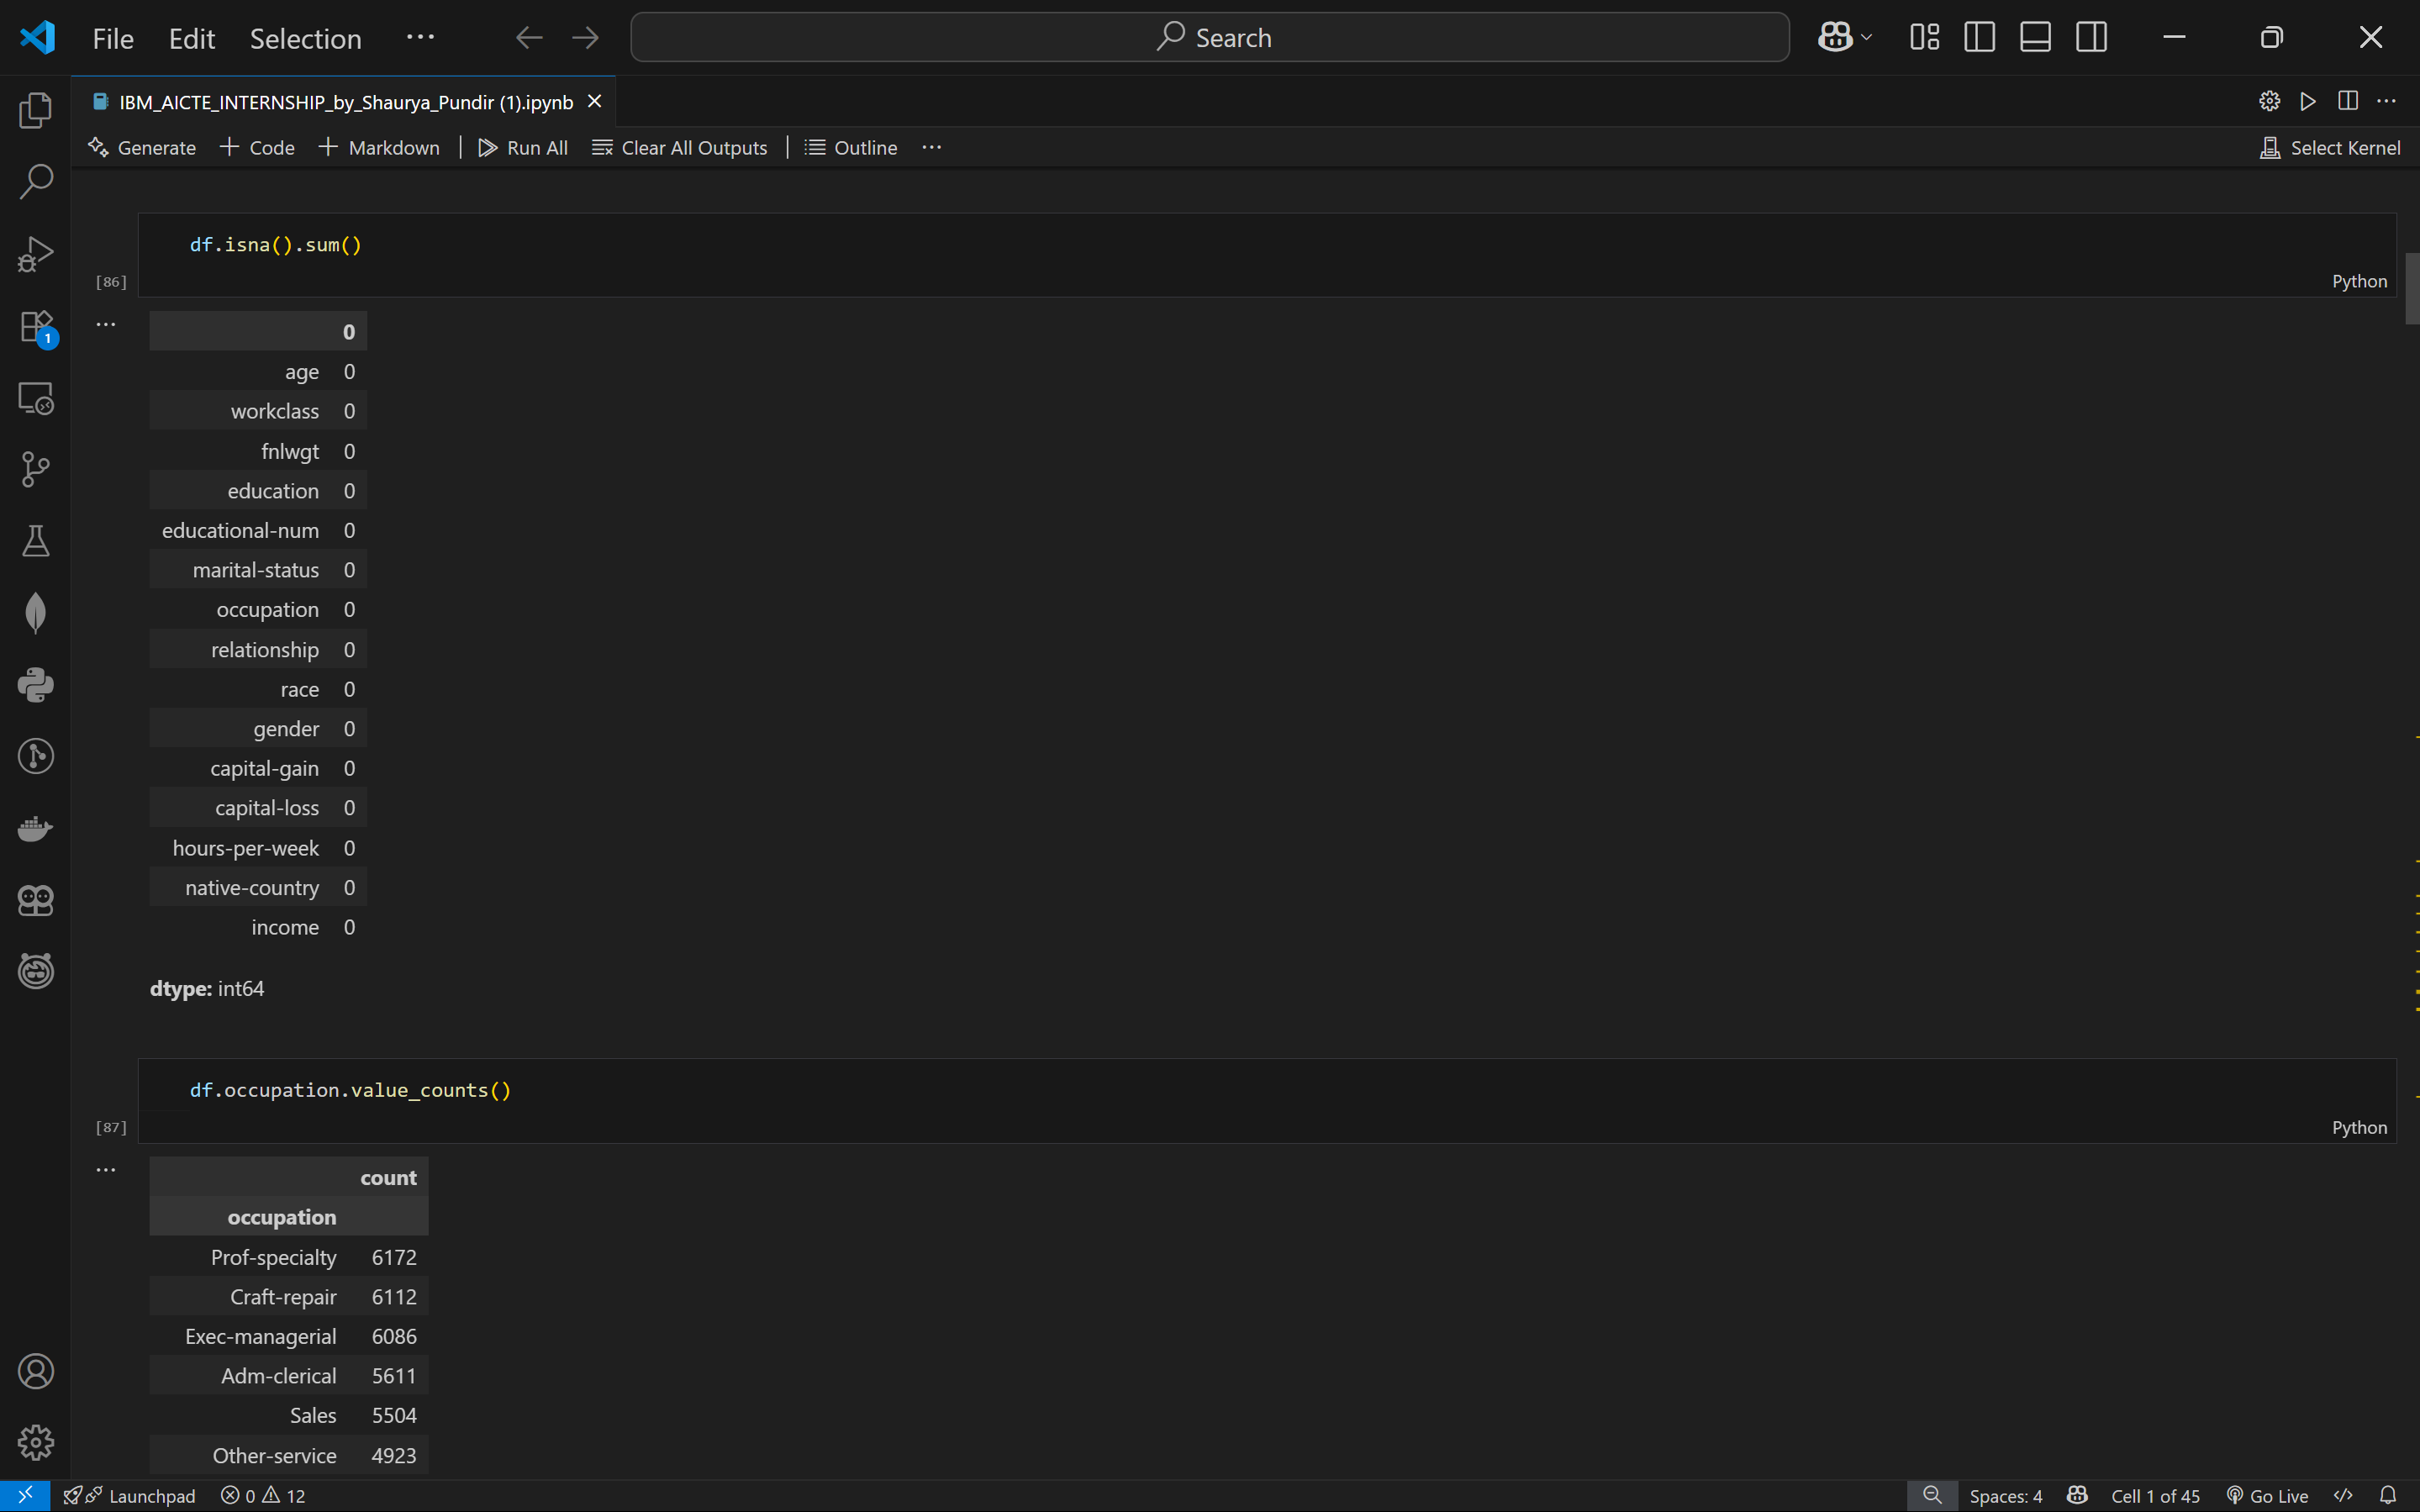 File Edit Selection ··· Search
IBM_AICTE_INTERNSHIP_by_Shaurya_Pundir (1).ipynb
Generate + Code + Markdown Run All Clear All Outputs Outline ··· Select Kernel
df.isna().sum()
[86]
Python
0
age 0
workclass 0
fnlwgt 0
education 0
educational-num 0
marital-status 0
occupation 0
relationship 0
race 0
gender 0
capital-gain 0
capital-loss 0
hours-per-week 0
native-country 0
income 0
dtype: int64
df.occupation.value_counts()
[87]
Python
count
occupation
Prof-specialty 6172
Craft-repair 6112
Exec-managerial 6086
Adm-clerical 5611
Sales 5504
Other-service 4923
1
Launchpad 0 12 Spaces: 4 Cell 1 of 45 Go Live